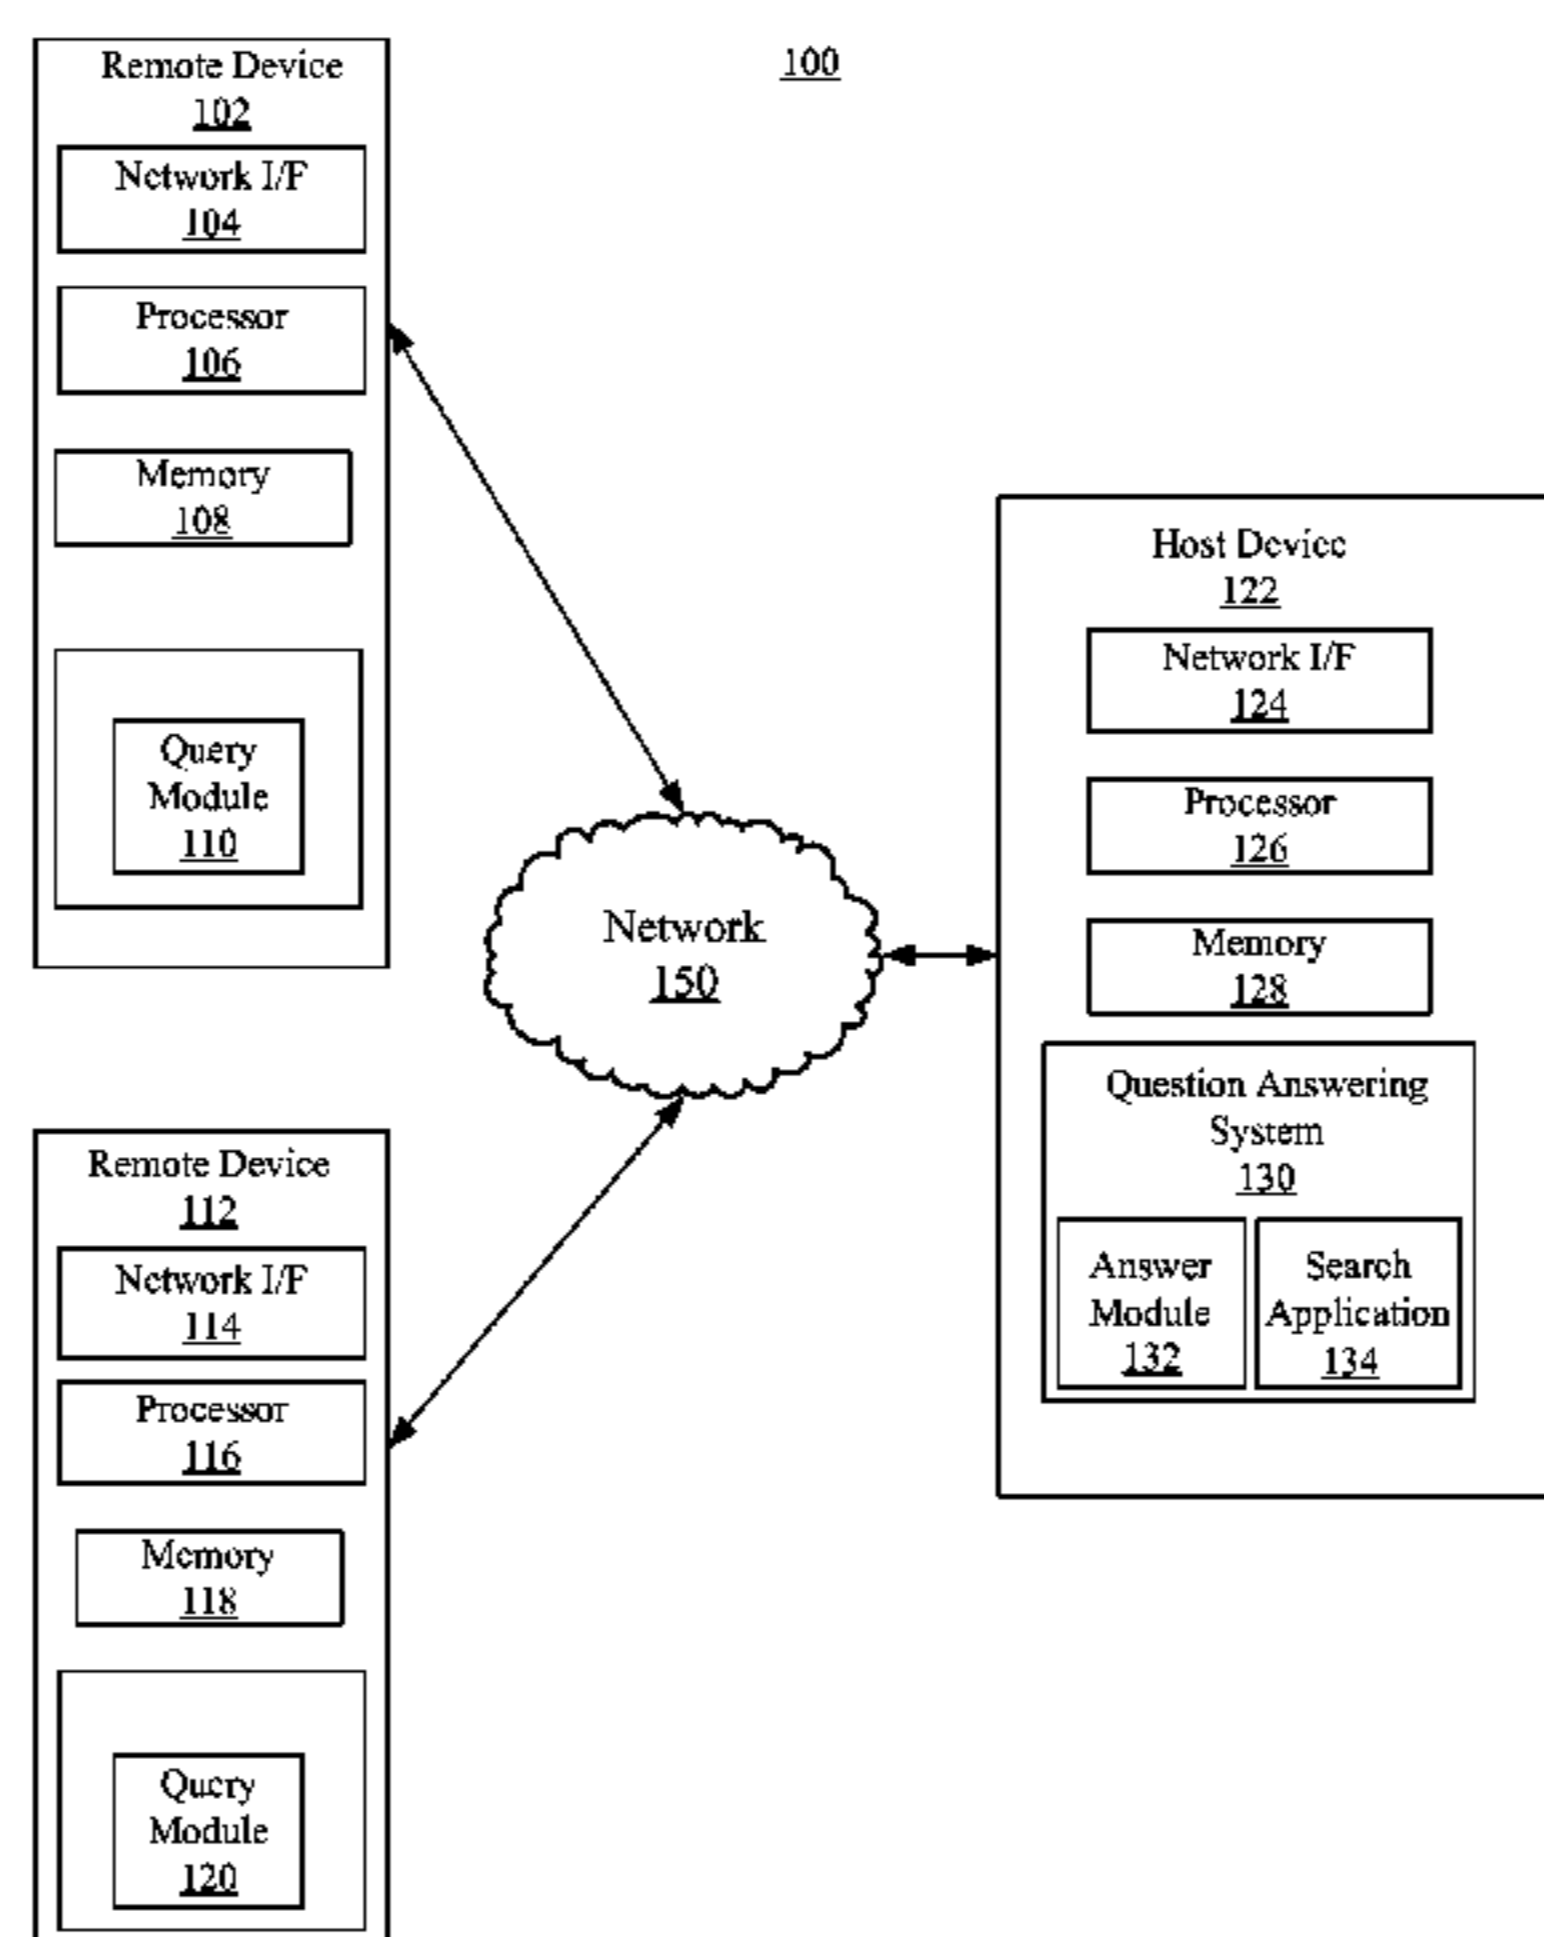 100
Remote Device
102
Network I/F
104
Processor
106
Memory
108
Query
Module
110
Network
150
Remote Device
112
Network I/F
114
Processor
116
Memory
118
Query
Module
120
Host Device
122
Network I/F
124
Processor
126
Memory
128
Question Answering
System
130
Answer
Module
132
Search
Application
134